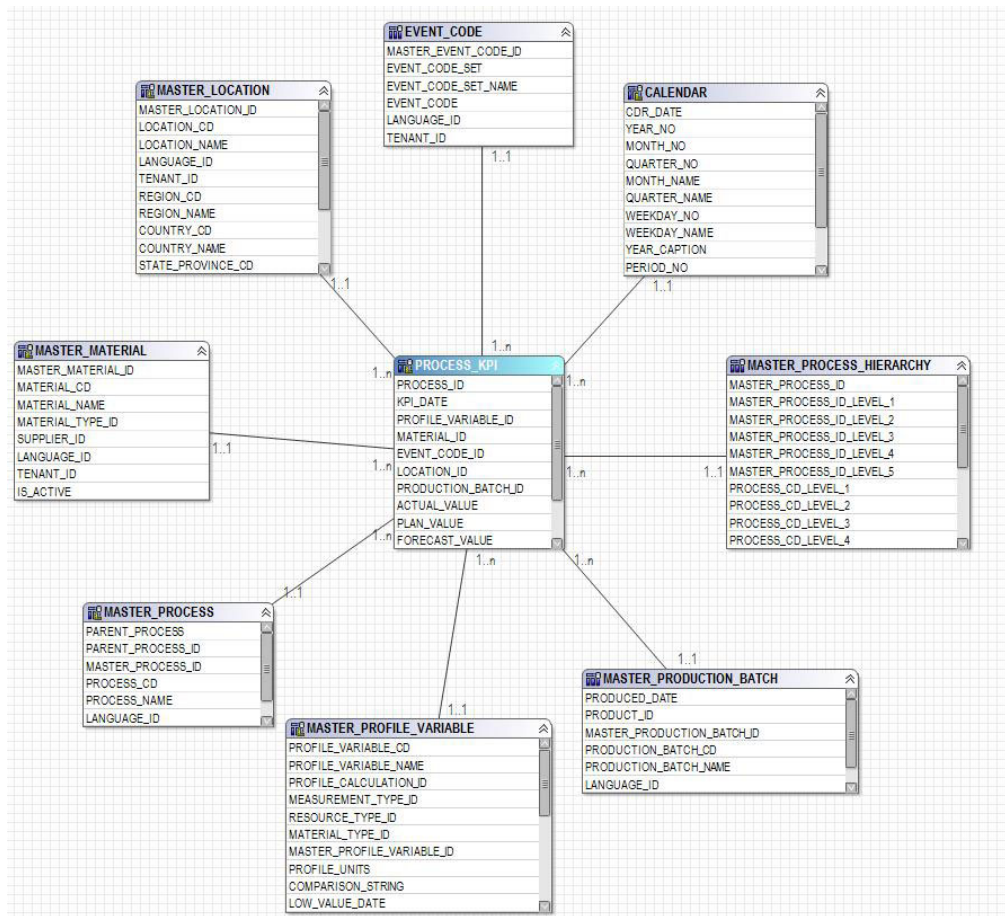 EVENT_CODE
MASTER_EVENT_CODE_ID
EVENT_CODE_SET
EVENT_CODE_SET_NAME
EVENT_CODE
LANGUAGE_ID
TENANT_ID
1..1
MASTER_LOCATION
MASTER_LOCATION_ID
LOCATION_CD
LOCATION_NAME
LANGUAGE_ID
TENANT_ID
REGION_CD
REGION_NAME
COUNTRY_CD
COUNTRY_NAME
STATE_PROVINCE_CD
1..1
CALENDAR
CDR_DATE
YEAR_NO
MONTH_NO
QUARTER_NO
MONTH_NAME
QUARTER_NAME
WEEKDAY_NO
WEEKDAY_NAME
YEAR_CAPTION
PERIOD_NO
1..1
MASTER_MATERIAL
MASTER_MATERIAL_ID
MATERIAL_CD
MATERIAL_NAME
MATERIAL_TYPE_ID
SUPPLIER_ID
LANGUAGE_ID
TENANT_ID
IS_ACTIVE
1..1
1..n
1..n
1..n
PROCESS_KPI
PROCESS_ID
KPI_DATE
PROFILE_VARIABLE_ID
MATERIAL_ID
EVENT_CODE_ID
LOCATION_ID
PRODUCTION_BATCH_ID
ACTUAL_VALUE
PLAN_VALUE
FORECAST_VALUE
1..n
1..n
1..n
1..n
1..n
MASTER_PROCESS_HIERARCHY
MASTER_PROCESS_ID
MASTER_PROCESS_ID_LEVEL_1
MASTER_PROCESS_ID_LEVEL_2
MASTER_PROCESS_ID_LEVEL_3
MASTER_PROCESS_ID_LEVEL_4
MASTER_PROCESS_ID_LEVEL_5
PROCESS_CD_LEVEL_1
PROCESS_CD_LEVEL_2
PROCESS_CD_LEVEL_3
PROCESS_CD_LEVEL_4
1..1
MASTER_PROCESS
PARENT_PROCESS
PARENT_PROCESS_ID
MASTER_PROCESS_ID
PROCESS_CD
PROCESS_NAME
LANGUAGE_ID
1..1
MASTER_PROFILE_VARIABLE
PROFILE_VARIABLE_CD
PROFILE_VARIABLE_NAME
PROFILE_CALCULATION_ID
MEASUREMENT_TYPE_ID
RESOURCE_TYPE_ID
MATERIAL_TYPE_ID
MASTER_PROFILE_VARIABLE_ID
PROFILE_UNITS
COMPARISON_STRING
LOW_VALUE_DATE
1..1
MASTER_PRODUCTION_BATCH
PRODUCED_DATE
PRODUCT_ID
MASTER_PRODUCTION_BATCH_ID
PRODUCTION_BATCH_CD
PRODUCTION_BATCH_NAME
LANGUAGE_ID
1..1